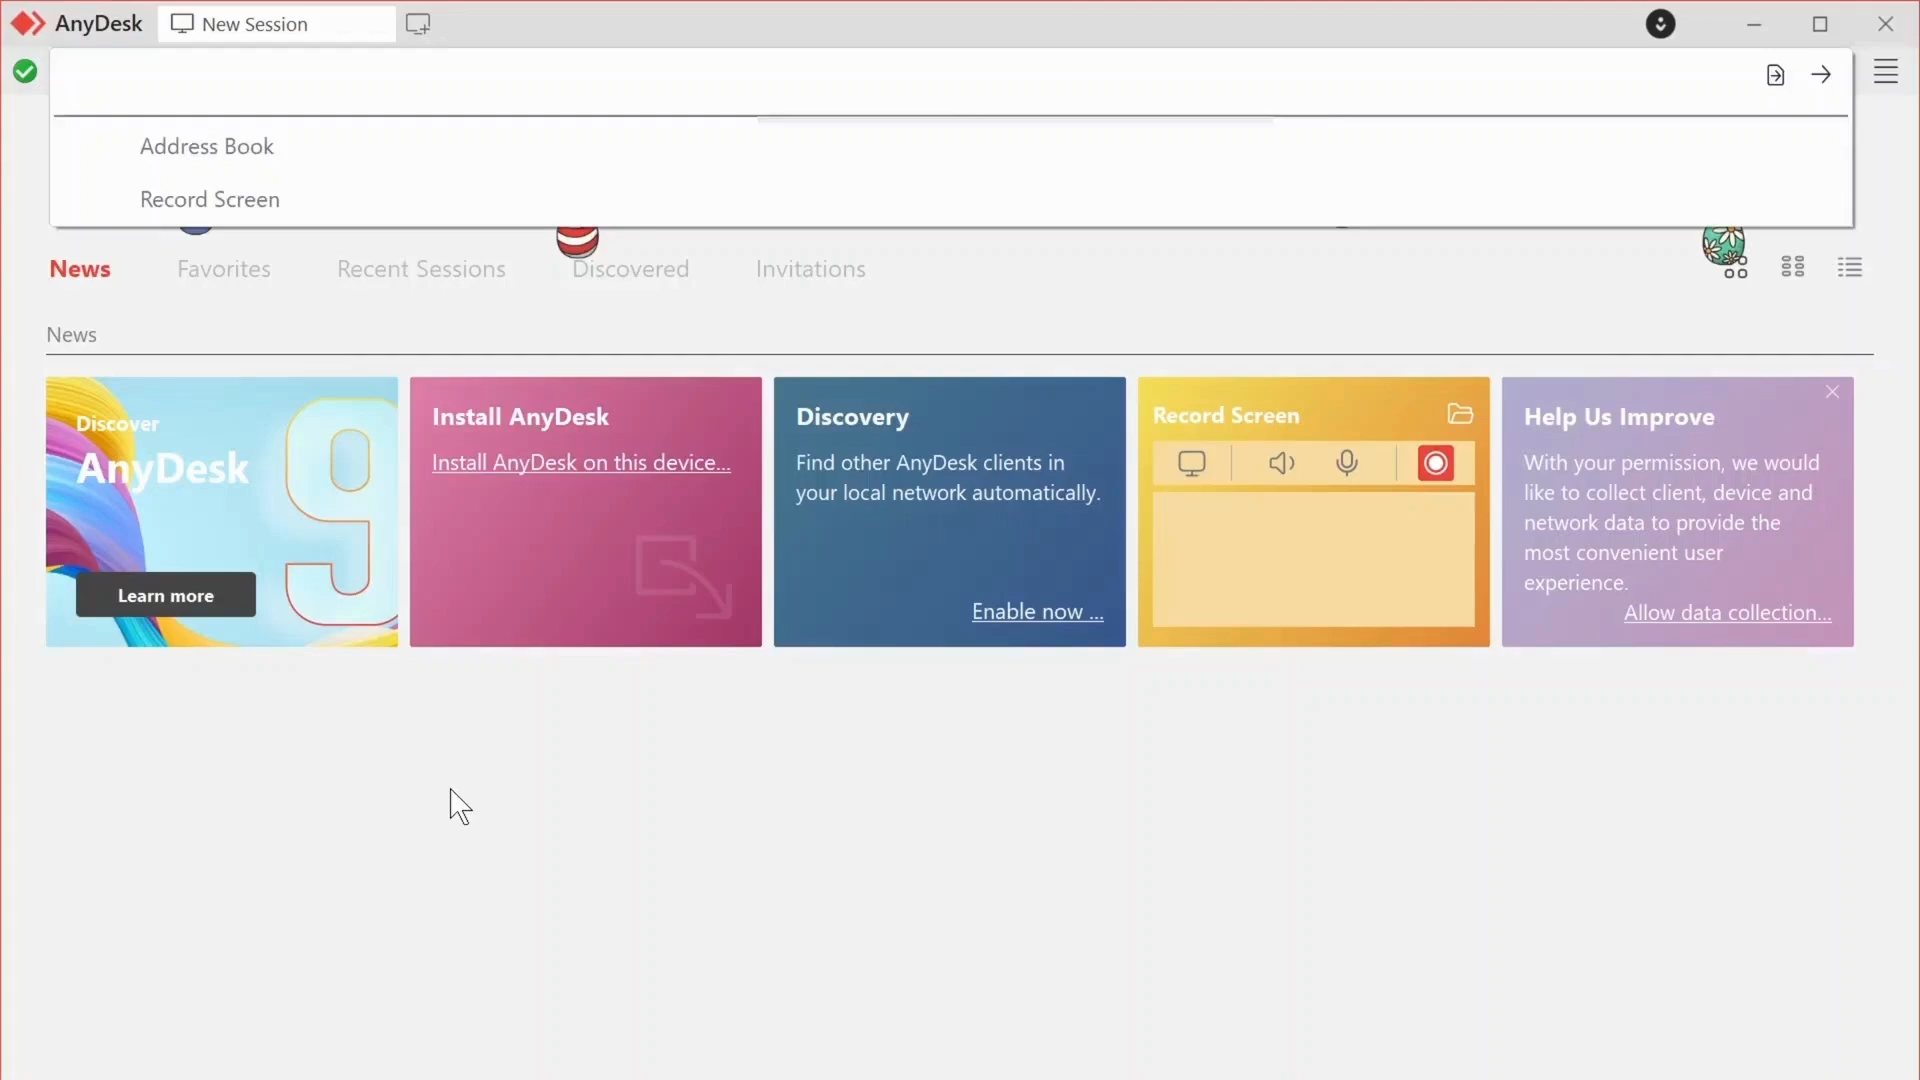 AnyDesk
New Session
Address Book
Record Screen
News
Favorites
Recent Sessions
Discovered
Invitations
News
Discover
AnyDesk
9
Learn more
Install AnyDesk
Install AnyDesk on this device...
Discovery
Find other AnyDesk clients in
your local network automatically.
Enable now ...
Record Screen
Help Us Improve
With your permission, we would
like to collect client, device and
network data to provide the
most convenient user
experience.
Allow data collection...